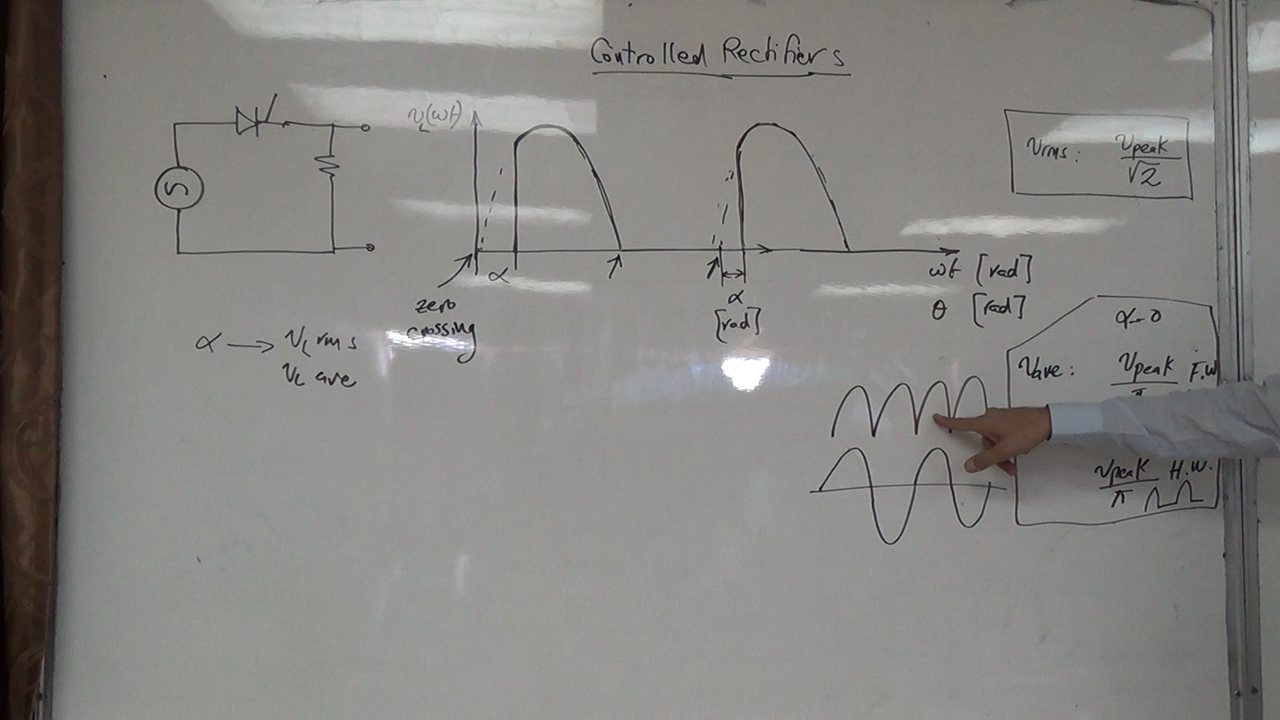 Controlled Rectifiers
v_L(ωt)
α
zero
crossing
α
[rad]
ωt [rad]
θ [rad]
α → V_L rms
V_L ave
Vrms: Vpeak
√2
α=0
Vave: Vpeak F.W
π
Vpeak H.W.
π